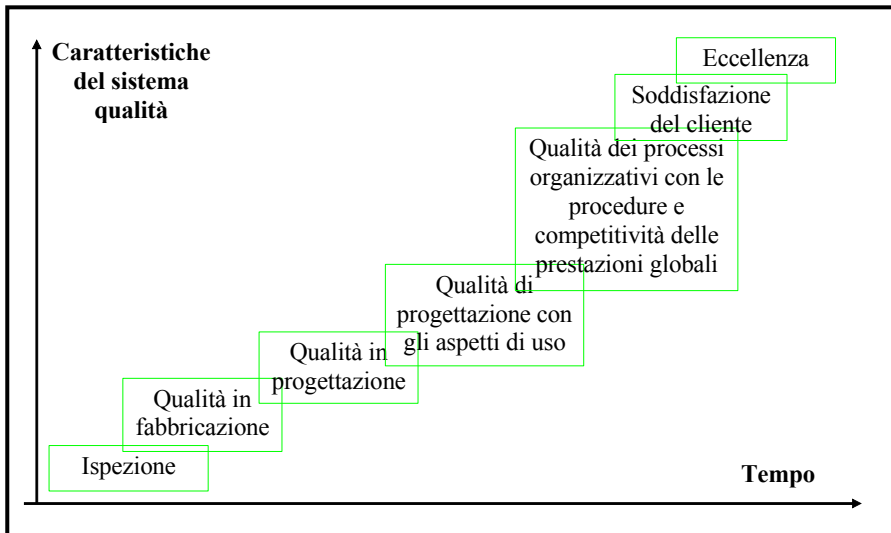 Caratteristiche
del sistema
qualità
Eccellenza
Soddisfazione
del cliente
Qualità dei processi
organizzativi con le
procedure e
competitività delle
prestazioni globali
Qualità di
progettazione con
gli aspetti di uso
Qualità in
progettazione
Qualità in
fabbricazione
Ispezione
Tempo